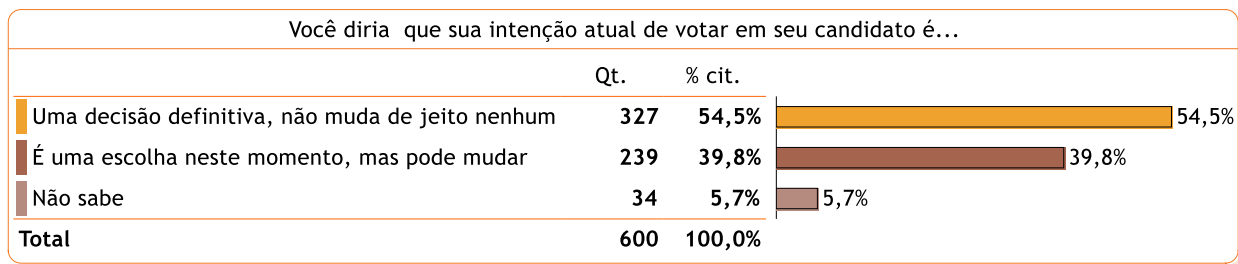 Você diria  que sua intenção atual de votar em seu candidato é...
Qt. % cit.
Uma decisão definitiva, não muda de jeito nenhum 327 54,5% 54,5%
É uma escolha neste momento, mas pode mudar 239 39,8% 39,8%
Não sabe 34 5,7% 5,7%
Total 600 100,0%